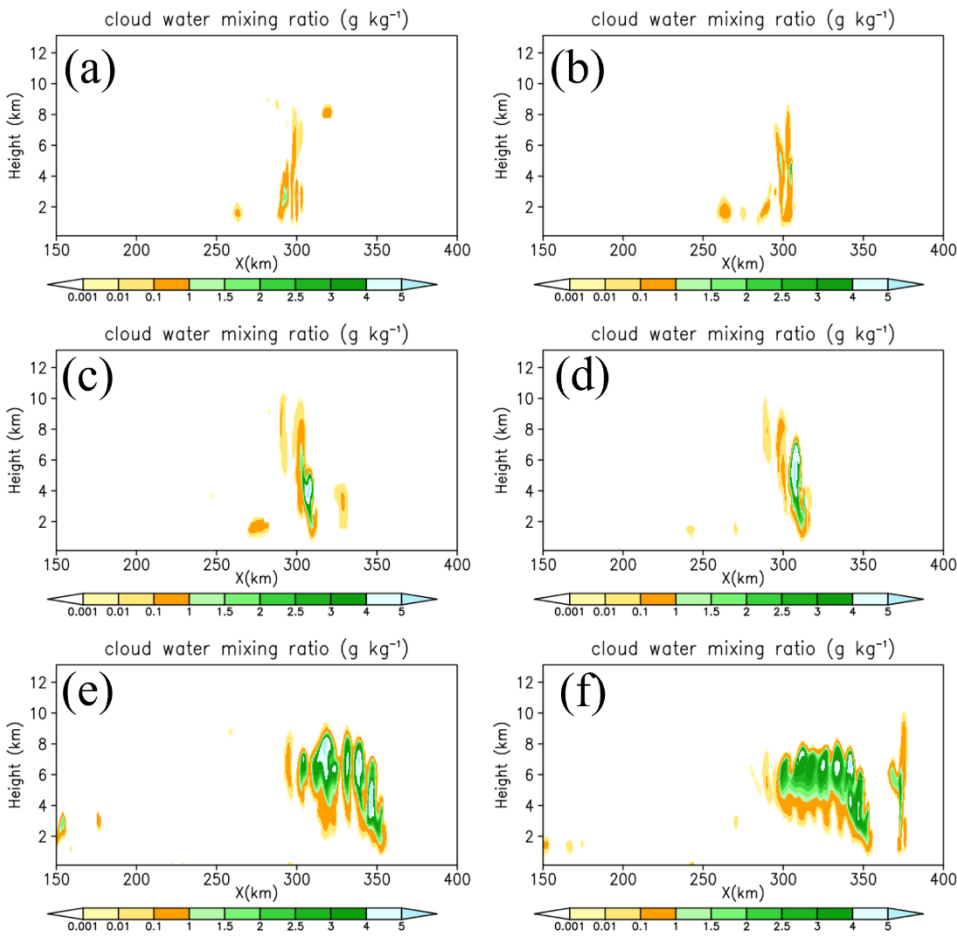 cloud water mixing ratio (g kg⁻¹)
(a)
Height (km)
12
10
8
6
4
2
150 200 250 300 350 400
X(km)
0.001 0.01 0.1 1 1.5 2 2.5 3 4 5
cloud water mixing ratio (g kg⁻¹)
(b)
Height (km)
12
10
8
6
4
2
150 200 250 300 350 400
X(km)
0.001 0.01 0.1 1 1.5 2 2.5 3 4 5
cloud water mixing ratio (g kg⁻¹)
(c)
Height (km)
12
10
8
6
4
2
150 200 250 300 350 400
X(km)
0.001 0.01 0.1 1 1.5 2 2.5 3 4 5
cloud water mixing ratio (g kg⁻¹)
(d)
Height (km)
12
10
8
6
4
2
150 200 250 300 350 400
X(km)
0.001 0.01 0.1 1 1.5 2 2.5 3 4 5
cloud water mixing ratio (g kg⁻¹)
(e)
Height (km)
12
10
8
6
4
2
150 200 250 300 350 400
X(km)
0.001 0.01 0.1 1 1.5 2 2.5 3 4 5
cloud water mixing ratio (g kg⁻¹)
(f)
Height (km)
12
10
8
6
4
2
150 200 250 300 350 400
X(km)
0.001 0.01 0.1 1 1.5 2 2.5 3 4 5